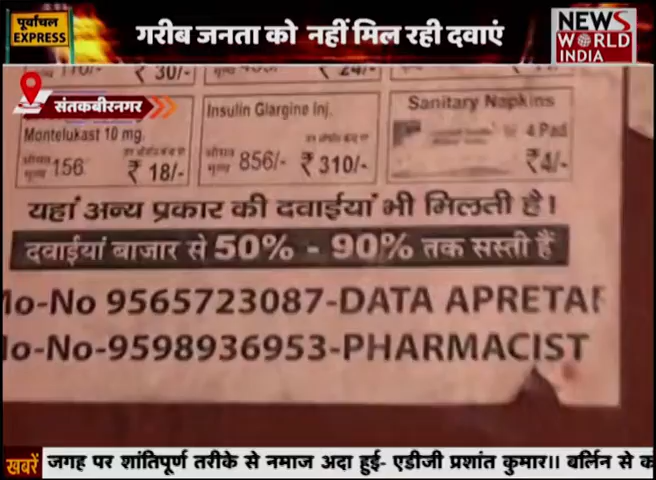 पूर्वांचल
EXPRESS
गरीब जनता को नहीं मिल रही दवाएं
NEWS
WORLD
INDIA
संतकबीरनगर
₹ 30/-
Montelukast 10 mg.
156
₹ 18/-
Insulin Glargine Inj.
856/-
₹ 310/-
Sanitary Napkins
4 Pad
₹4/-
यहां अन्य प्रकार की दवाईयां भी मिलती है।
दवाईयां बाजार से 50% - 90% तक सस्ती हैं
Mo-No 9565723087-DATA APRETAR
Mo-No-9598936953-PHARMACIST
खबरें
जगह पर शांतिपूर्ण तरीके से नमाज अदा हुई- एडीजी प्रशांत कुमार।। बर्लिन से